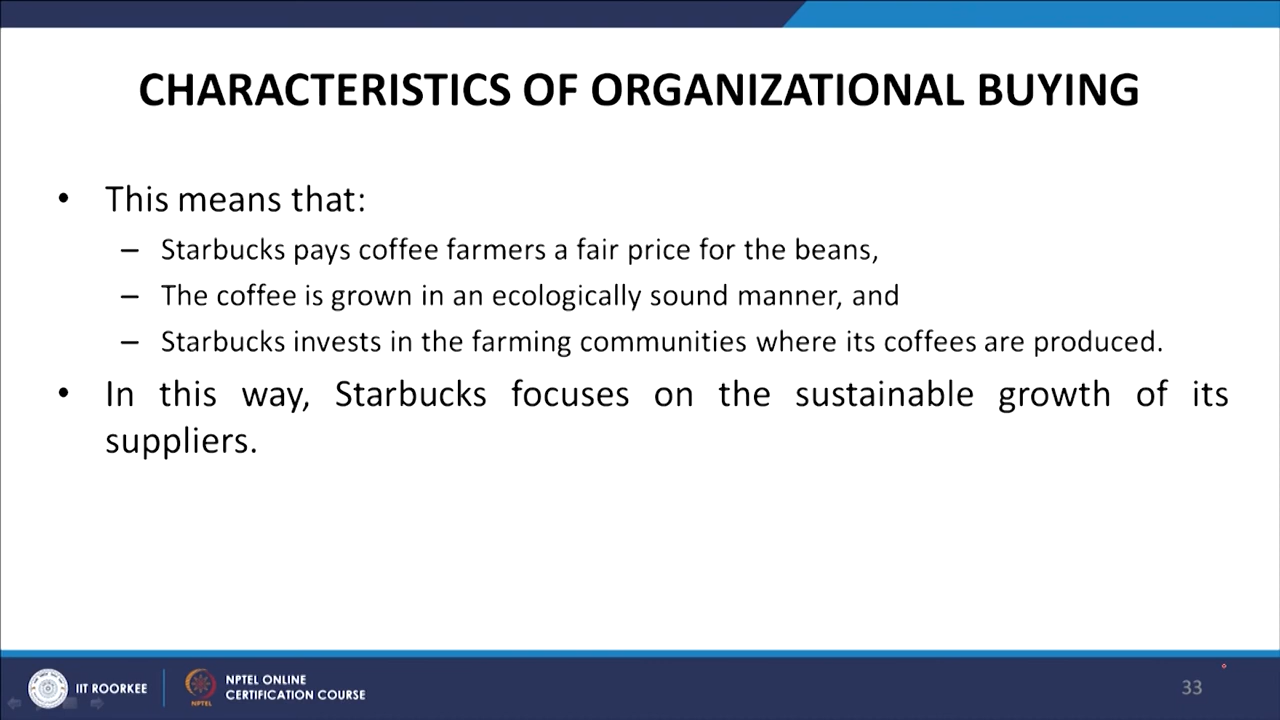 CHARACTERISTICS OF ORGANIZATIONAL BUYING
• This means that:
– Starbucks pays coffee farmers a fair price for the beans,
– The coffee is grown in an ecologically sound manner, and
– Starbucks invests in the farming communities where its coffees are produced.
• In this way, Starbucks focuses on the sustainable growth of its
suppliers.
IIT ROORKEE
NPTEL
NPTEL ONLINE
CERTIFICATION COURSE
33